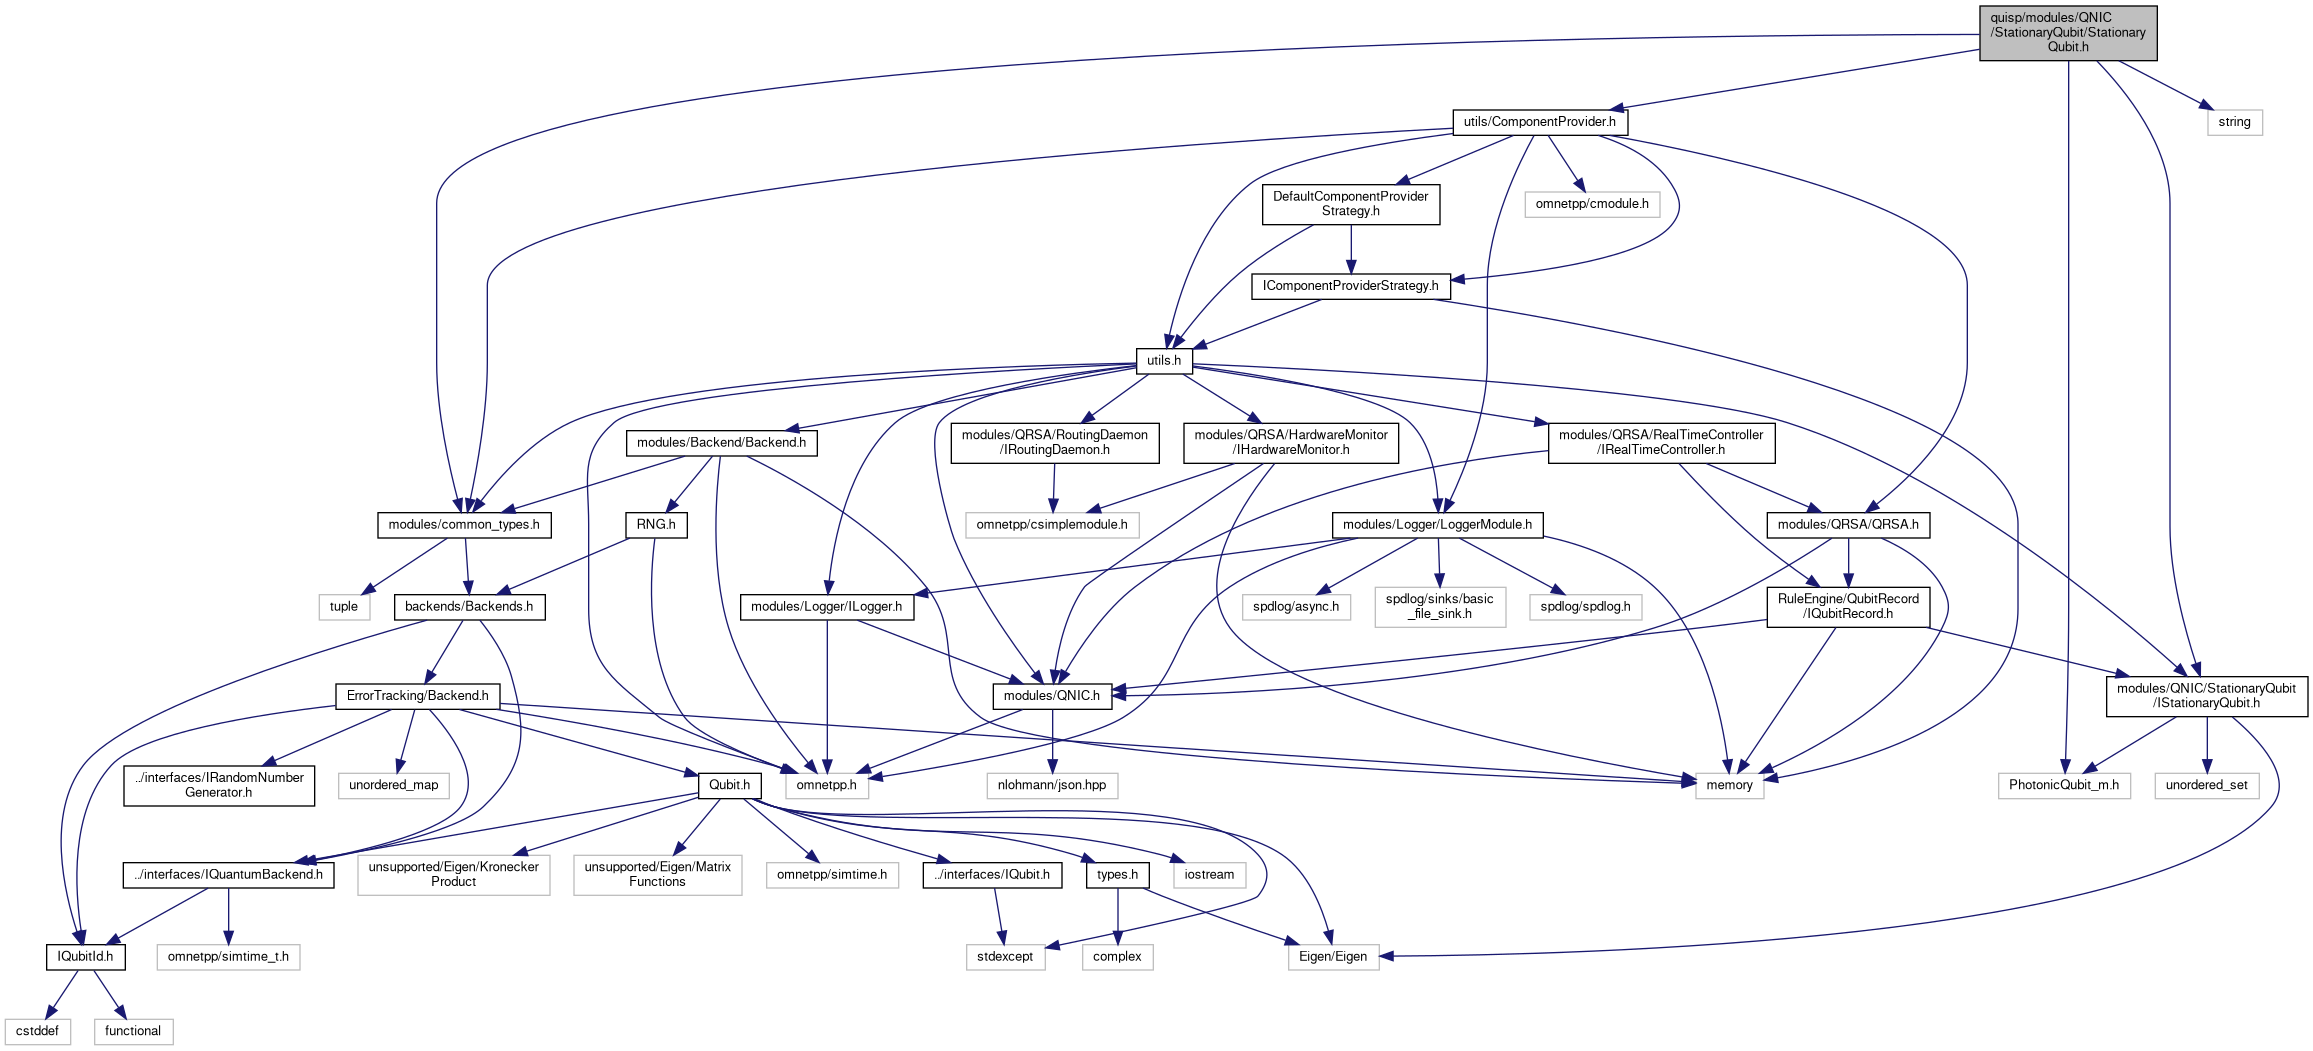 quisp/modules/QNIC
/StationaryQubit/Stationary
Qubit.h
utils/ComponentProvider.h
string
DefaultComponentProvider
Strategy.h
omnetpp/cmodule.h
IComponentProviderStrategy.h
utils.h
modules/Backend/Backend.h
modules/QRSA/RoutingDaemon
/IRoutingDaemon.h
modules/QRSA/HardwareMonitor
/IHardwareMonitor.h
modules/QRSA/RealTimeController
/IRealTimeController.h
modules/common_types.h
RNG.h
omnetpp/csimplemodule.h
modules/Logger/LoggerModule.h
modules/QRSA/QRSA.h
tuple
backends/Backends.h
modules/Logger/ILogger.h
spdlog/async.h
spdlog/sinks/basic
_file_sink.h
spdlog/spdlog.h
RuleEngine/QubitRecord
/IQubitRecord.h
ErrorTracking/Backend.h
modules/QNIC.h
modules/QNIC/StationaryQubit
/IStationaryQubit.h
../interfaces/IRandomNumber
Generator.h
unordered_map
Qubit.h
omnetpp.h
nlohmann/json.hpp
memory
PhotonicQubit_m.h
unordered_set
../interfaces/IQuantumBackend.h
unsupported/Eigen/Kronecker
Product
unsupported/Eigen/Matrix
Functions
omnetpp/simtime.h
../interfaces/IQubit.h
types.h
iostream
IQubitId.h
omnetpp/simtime_t.h
stdexcept
complex
Eigen/Eigen
cstddef
functional